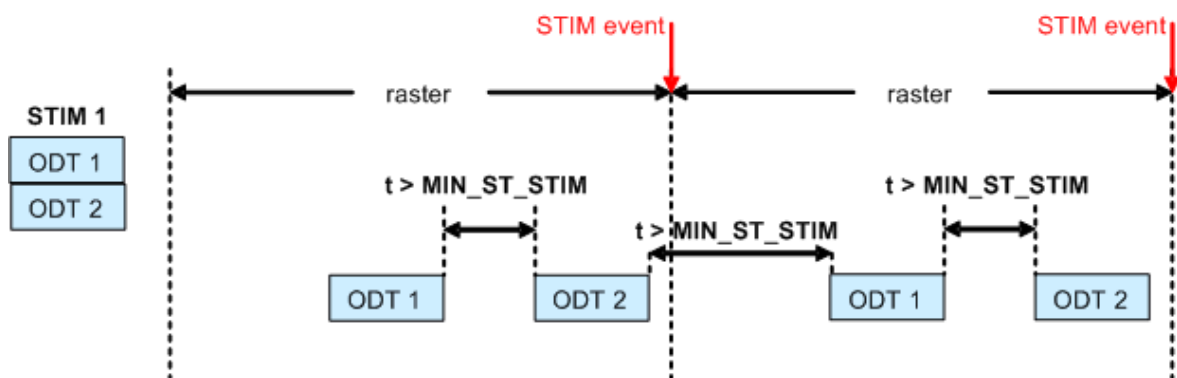 STIM event
STIM event
raster
raster
STIM 1
ODT 1
ODT 2
t > MIN_ST_STIM
t > MIN_ST_STIM
t > MIN_ST_STIM
ODT 1
ODT 2
ODT 1
ODT 2